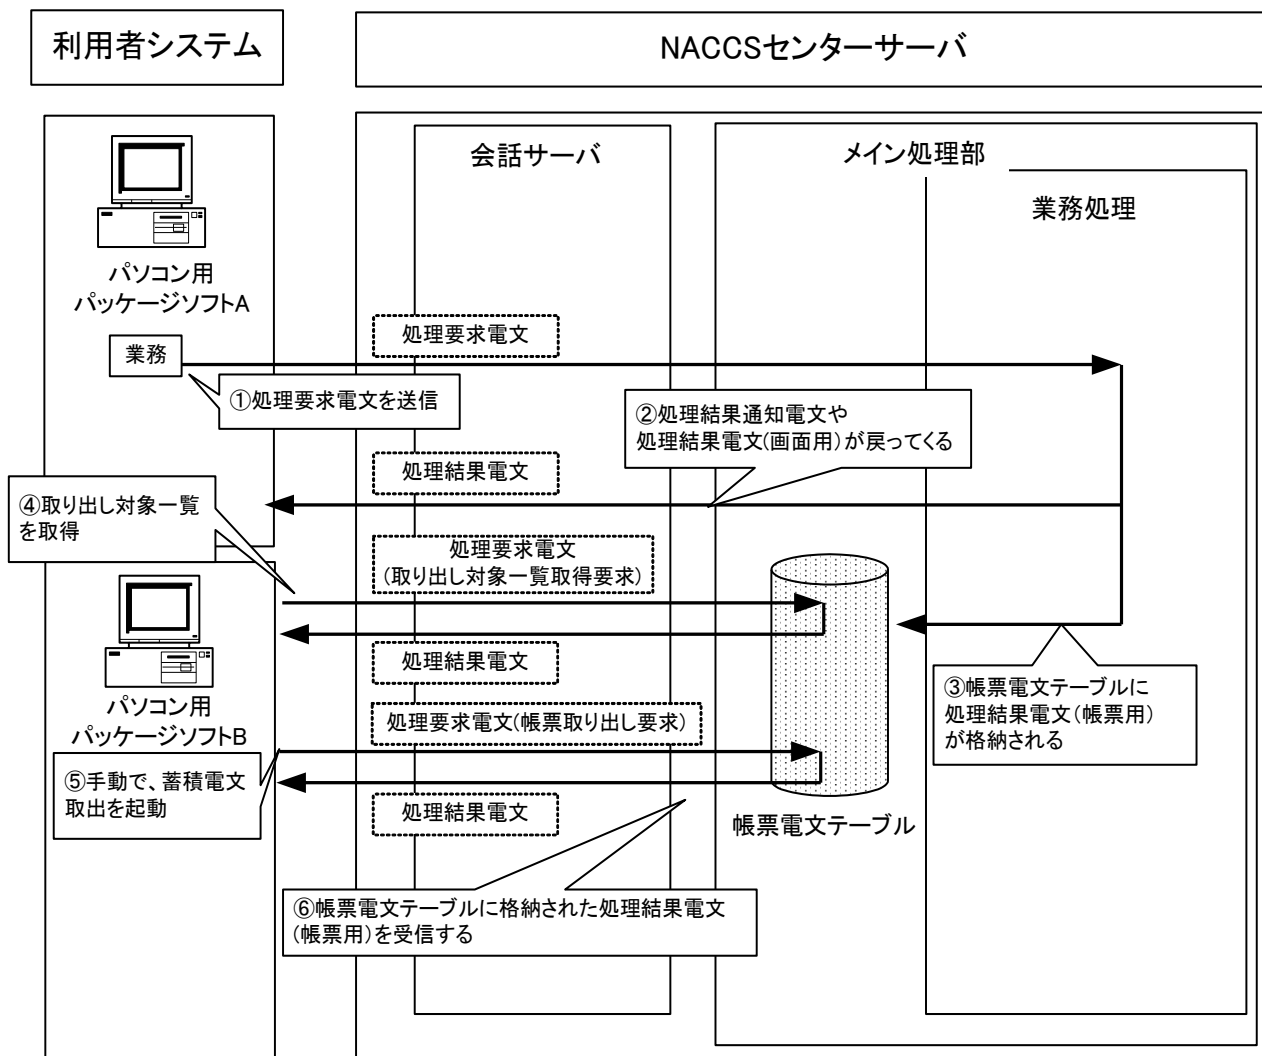 利用者システム
NACCSセンターサーバ
会話サーバ
メイン処理部
業務処理
パソコン用
パッケージソフトA
業務
処理要求電文
①処理要求電文を送信
②処理結果通知電文や
処理結果電文(画面用)が戻ってくる
処理結果電文
④取り出し対象一覧
を取得
処理要求電文
(取り出し対象一覧取得要求)
処理結果電文
③帳票電文テーブルに
処理結果電文(帳票用)
が格納される
パソコン用
パッケージソフトB
処理要求電文(帳票取り出し要求)
⑤手動で、蓄積電文
取出を起動
処理結果電文
帳票電文テーブル
⑥帳票電文テーブルに格納された処理結果電文
(帳票用)を受信する